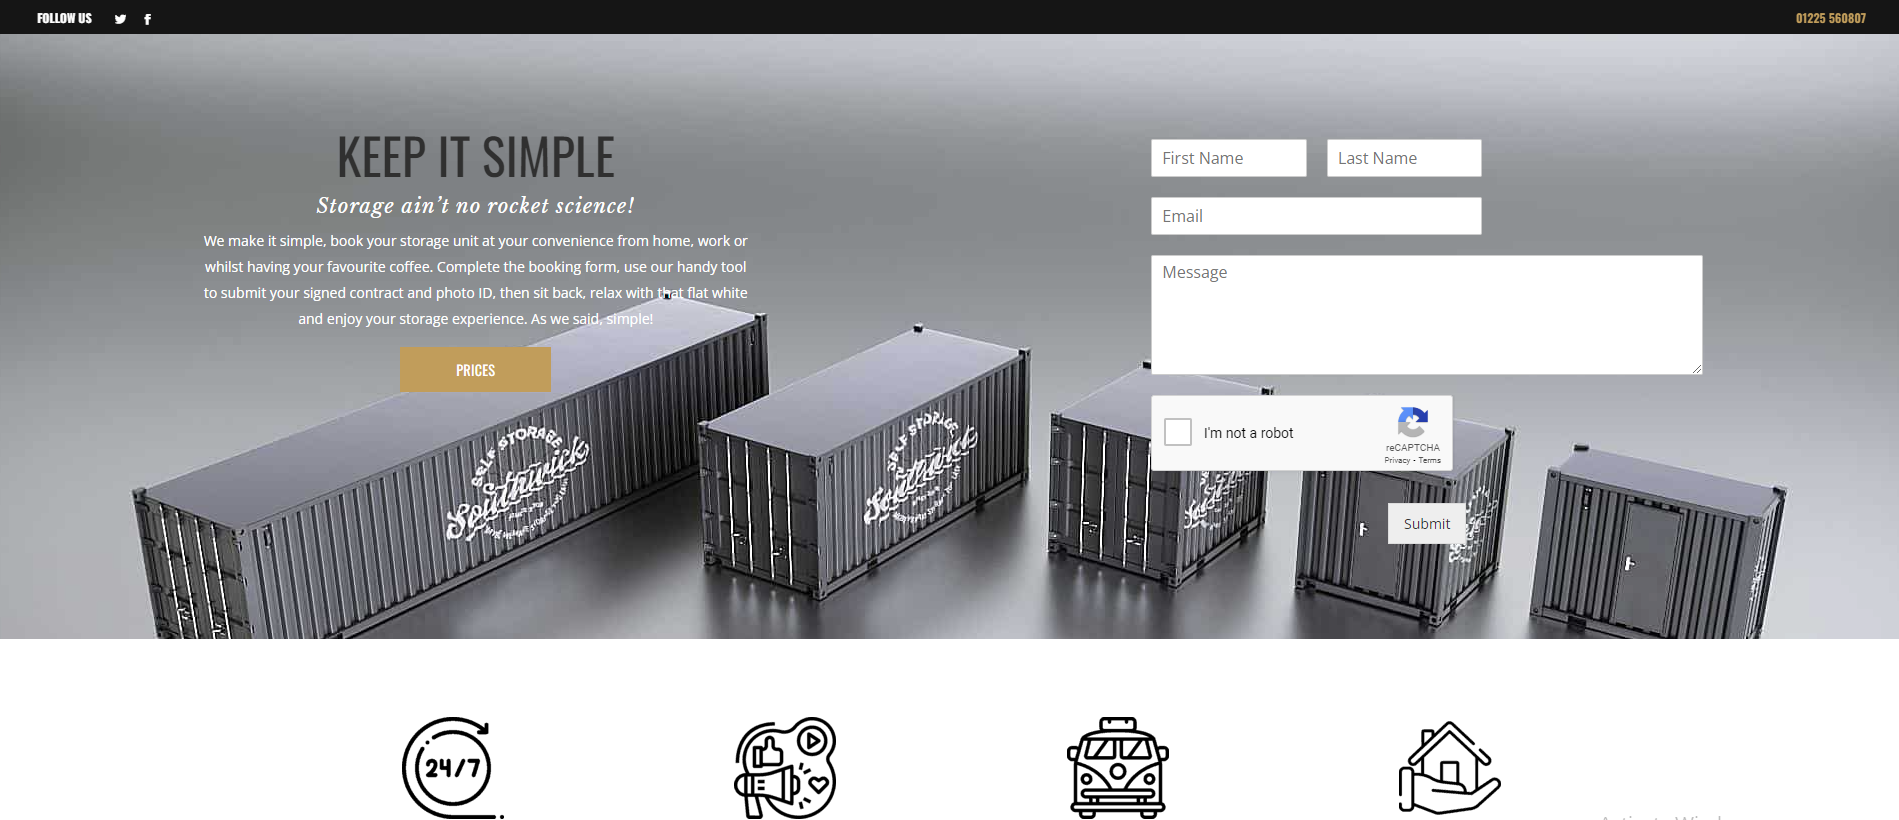 FOLLOW US
01225 560807
KEEP IT SIMPLE
Storage ain't no rocket science!
We make it simple, book your storage unit at your convenience from home, work or
whilst having your favourite coffee. Complete the booking form, use our handy tool
to submit your signed contract and photo ID, then sit back, relax with that flat white
and enjoy your storage experience. As we said, simple!
PRICES
First Name
Last Name
Email
Message
I'm not a robot
reCAPTCHA
Privacy - Terms
Submit
SELF STORAGE
Southwick
SELF STORAGE
Southwick
24/7